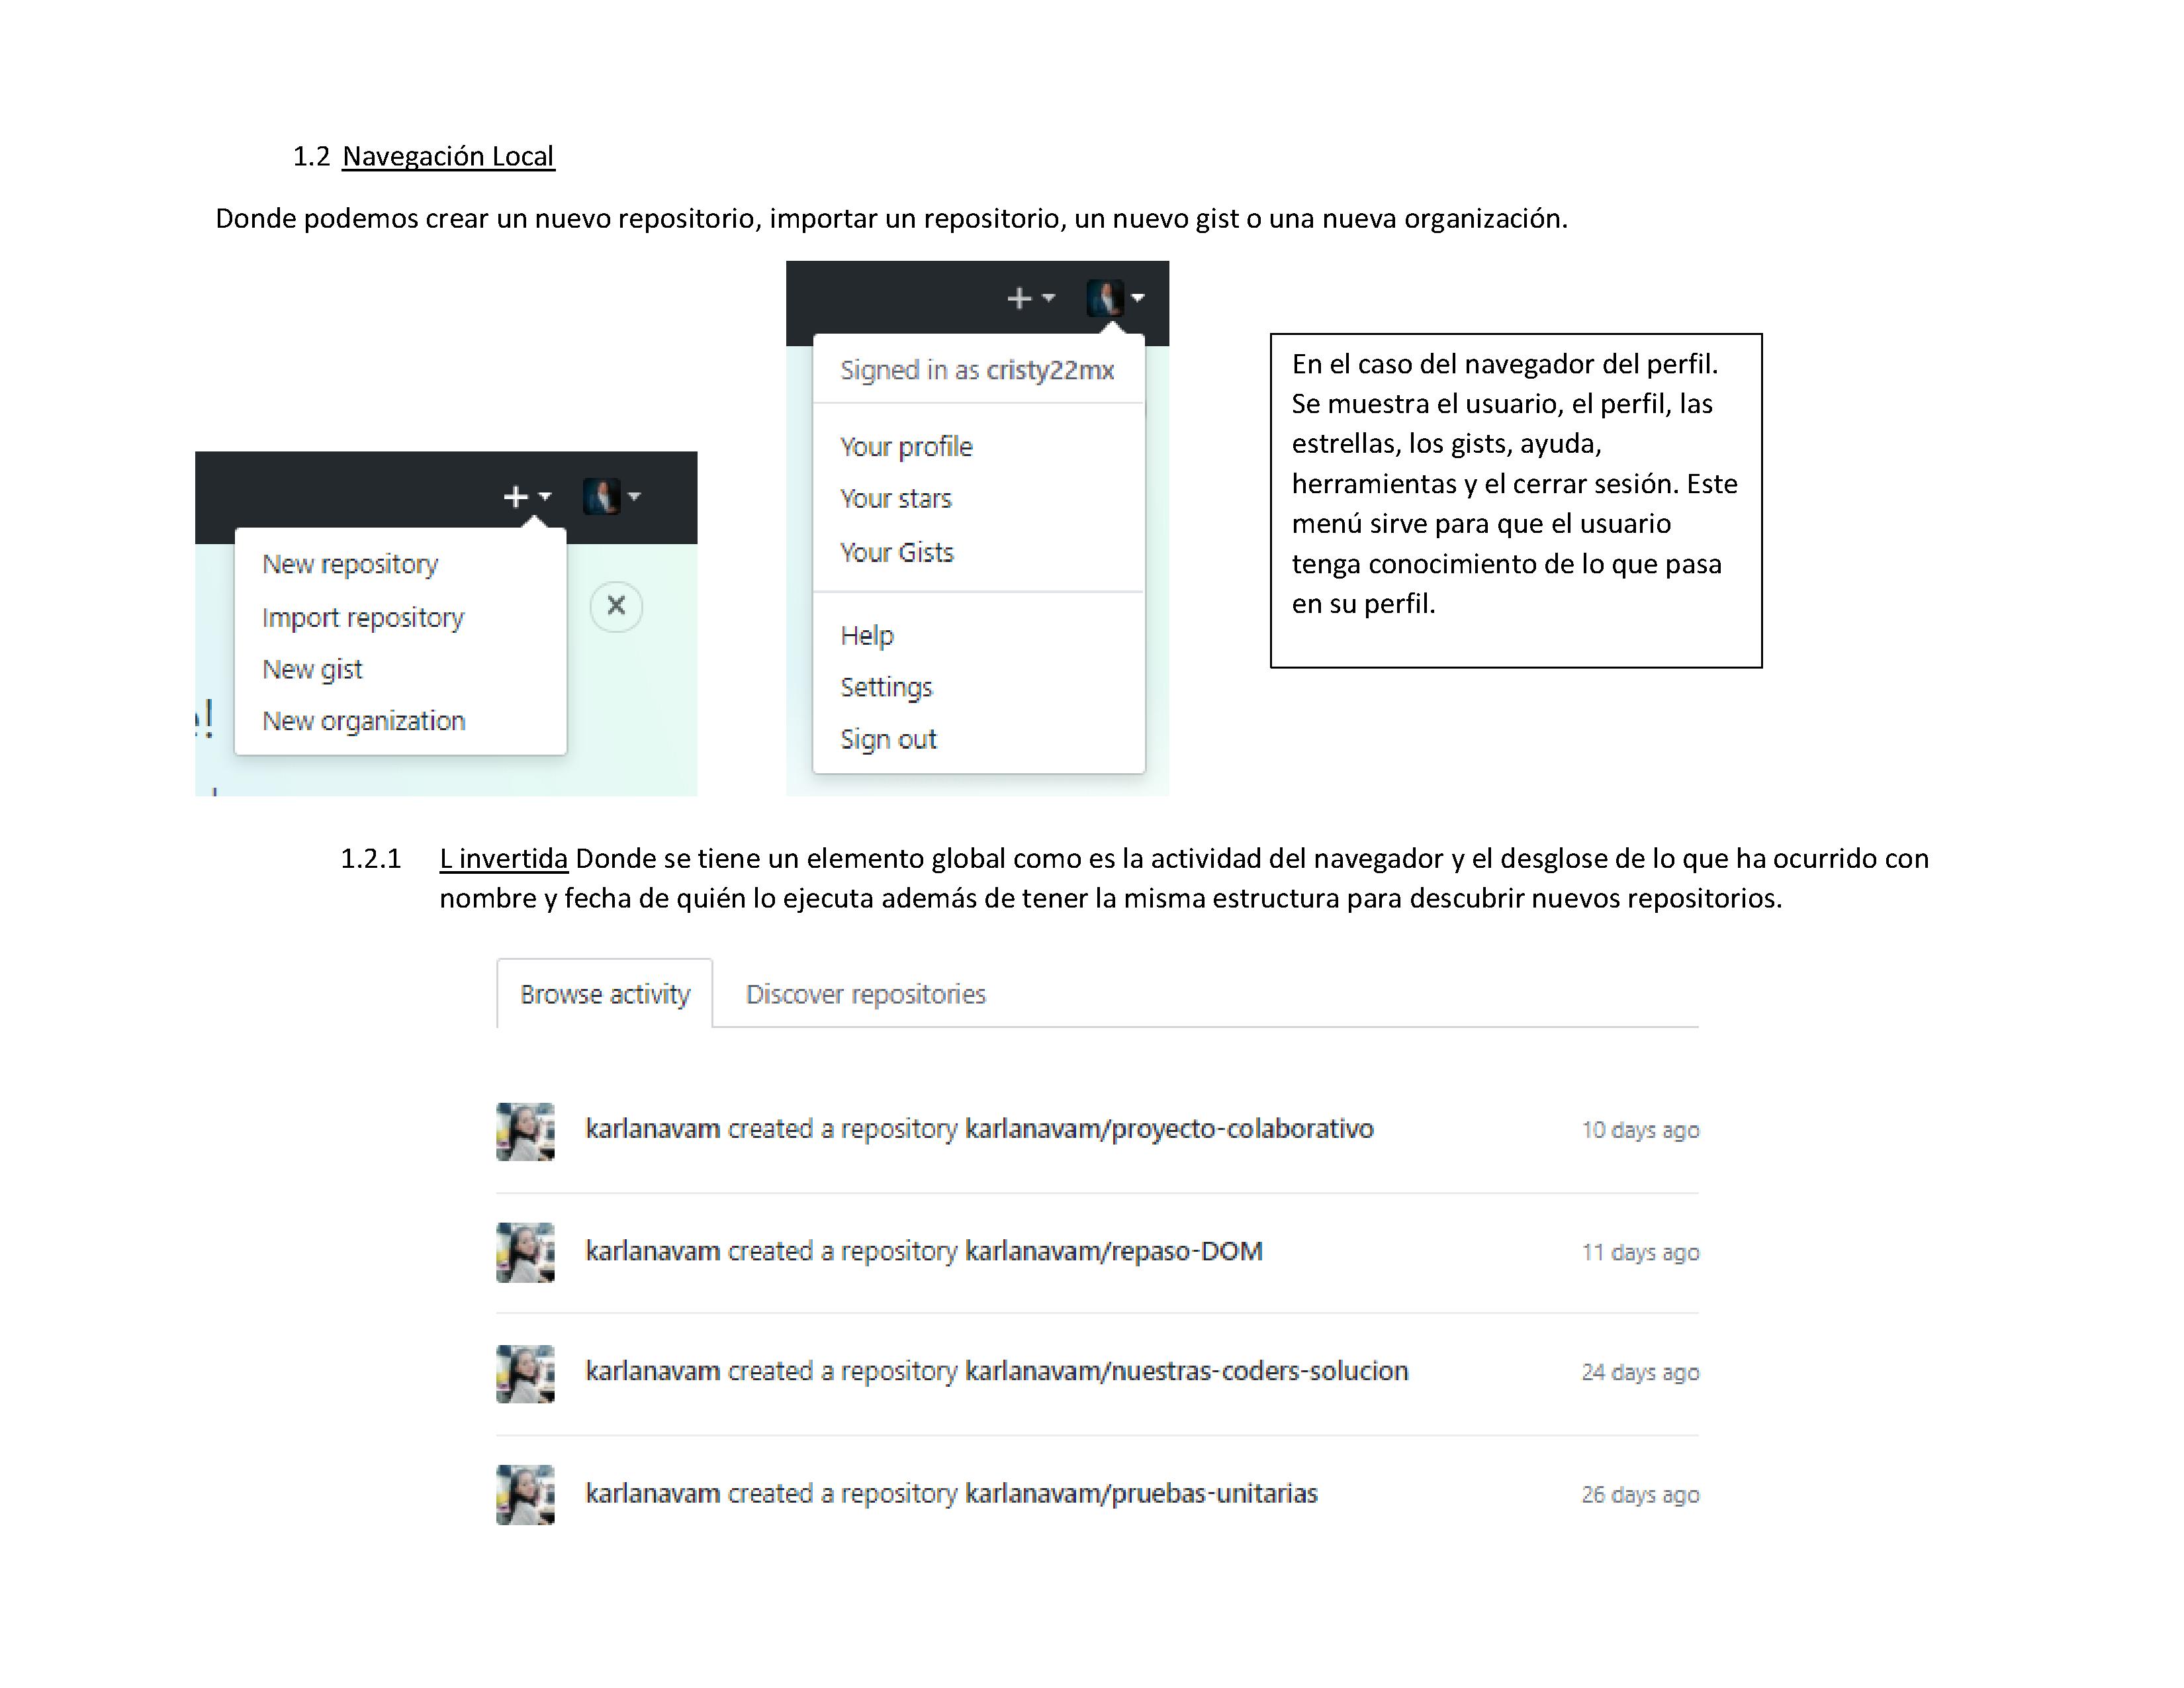 1.2 Navegación Local
Donde podemos crear un nuevo repositorio, importar un repositorio, un nuevo gist o una nueva organización.
New repository
Import repository
New gist
New organization
Signed in as cristy22mx
Your profile
Your stars
Your Gists
Help
Settings
Sign out
En el caso del navegador del perfil.
Se muestra el usuario, el perfil, las
estrellas, los gists, ayuda,
herramientas y el cerrar sesión. Este
menú sirve para que el usuario
tenga conocimiento de lo que pasa
en su perfil.
1.2.1 L invertida Donde se tiene un elemento global como es la actividad del navegador y el desglose de lo que ha ocurrido con
nombre y fecha de quién lo ejecuta además de tener la misma estructura para descubrir nuevos repositorios.
Browse activity Discover repositories
karlanavam created a repository karlanavam/proyecto-colaborativo 10 days ago
karlanavam created a repository karlanavam/repaso-DOM 11 days ago
karlanavam created a repository karlanavam/nuestras-coders-solucion 24 days ago
karlanavam created a repository karlanavam/pruebas-unitarias 26 days ago